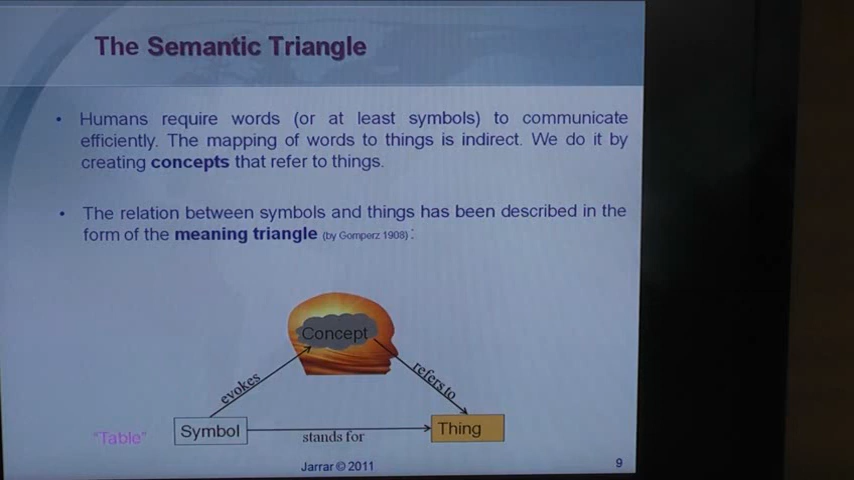 The Semantic Triangle
• Humans require words (or at least symbols) to communicate
efficiently. The mapping of words to things is indirect. We do it by
creating concepts that refer to things.
• The relation between symbols and things has been described in the
form of the meaning triangle (by Gomperz 1908) :
Concept
evokes
refers to
"Table"
Symbol
stands for
Thing
Jarrar © 2011
9